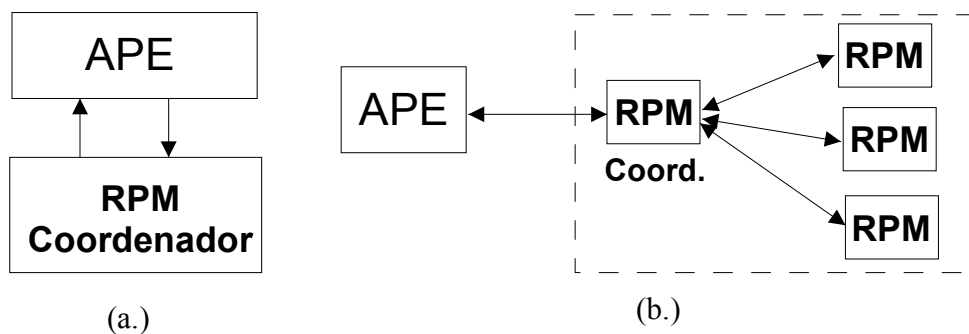 APE
RPM
Coordenador
(a.)
APE
RPM
Coord.
RPM
RPM
RPM
(b.)